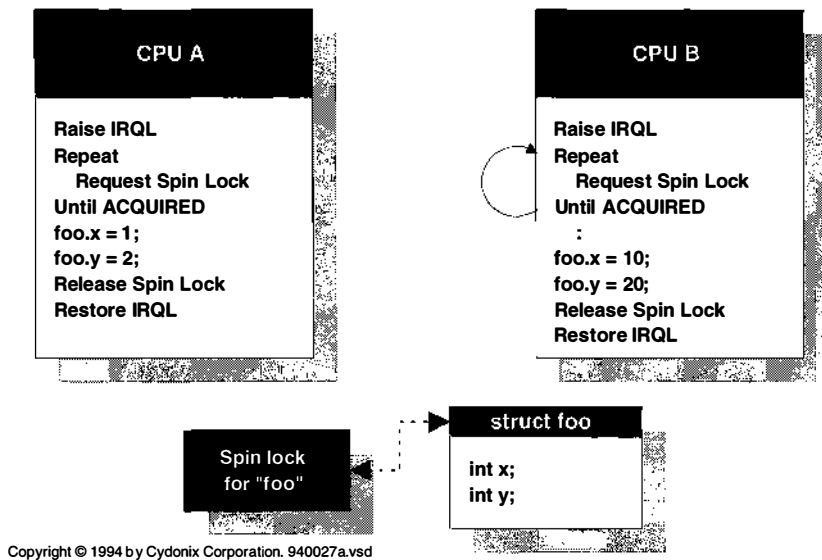 CPU A
Raise IRQL
Repeat
Request Spin Lock
Until ACQUIRED
foo.x = 1;
foo.y = 2;
Release Spin Lock
Restore IRQL
CPU B
Raise IRQL
Repeat
Request Spin Lock
Until ACQUIRED
:
foo.x = 10;
foo.y = 20;
Release Spin Lock
Restore IRQL
Spin lock
for "foo"
struct foo
int x;
int y;
Copyright © 1994 by Cydonix Corporation. 940027a.vsd